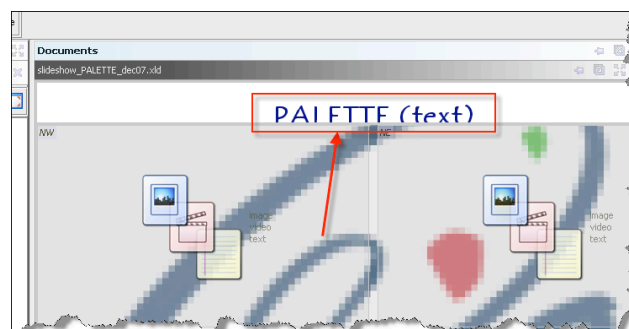 Documents
slideshow_PALETTE_dec07.xld
PALETTE (text)
NW
NE
image
video
text
image
video
text